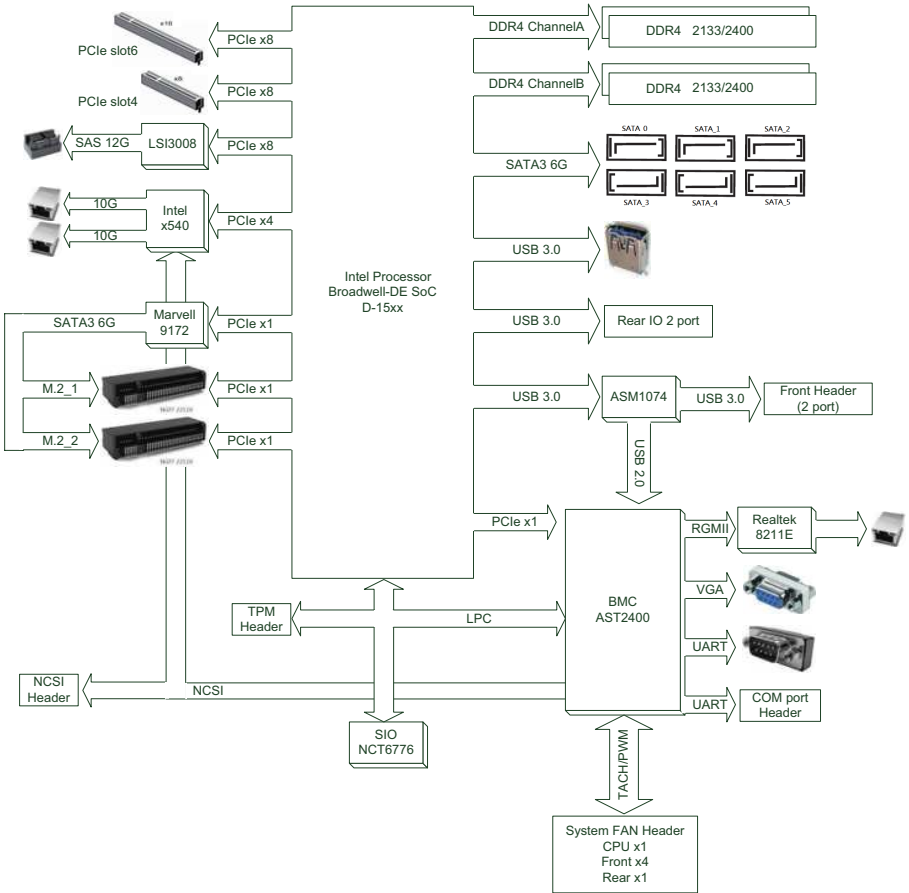 x16
PCIe slot6
PCIe x8
x8
PCIe slot4
PCIe x8
SAS 12G
LSI3008
PCIe x8
10G
10G
Intel
x540
PCIe x4
SATA3 6G
Marvell
9172
PCIe x1
M.2_1
PCIe x1
M.2_2
PCIe x1
Intel Processor
Broadwell-DE SoC
D-15xx
DDR4 ChannelA
DDR4 2133/2400
DDR4 ChannelB
DDR4 2133/2400
SATA3 6G
SATA_0
SATA_1
SATA_2
SATA_3
SATA_4
SATA_5
USB 3.0
USB 3.0
Rear IO 2 port
USB 3.0
ASM1074
USB 3.0
Front Header
(2 port)
USB 2.0
PCIe x1
BMC
AST2400
RGMII
Realtek
8211E
VGA
UART
UART
COM port
Header
TPM
Header
LPC
NCSI
Header
NCSI
SIO
NCT6776
TACH/PWM
System FAN Header
CPU x1
Front x4
Rear x1